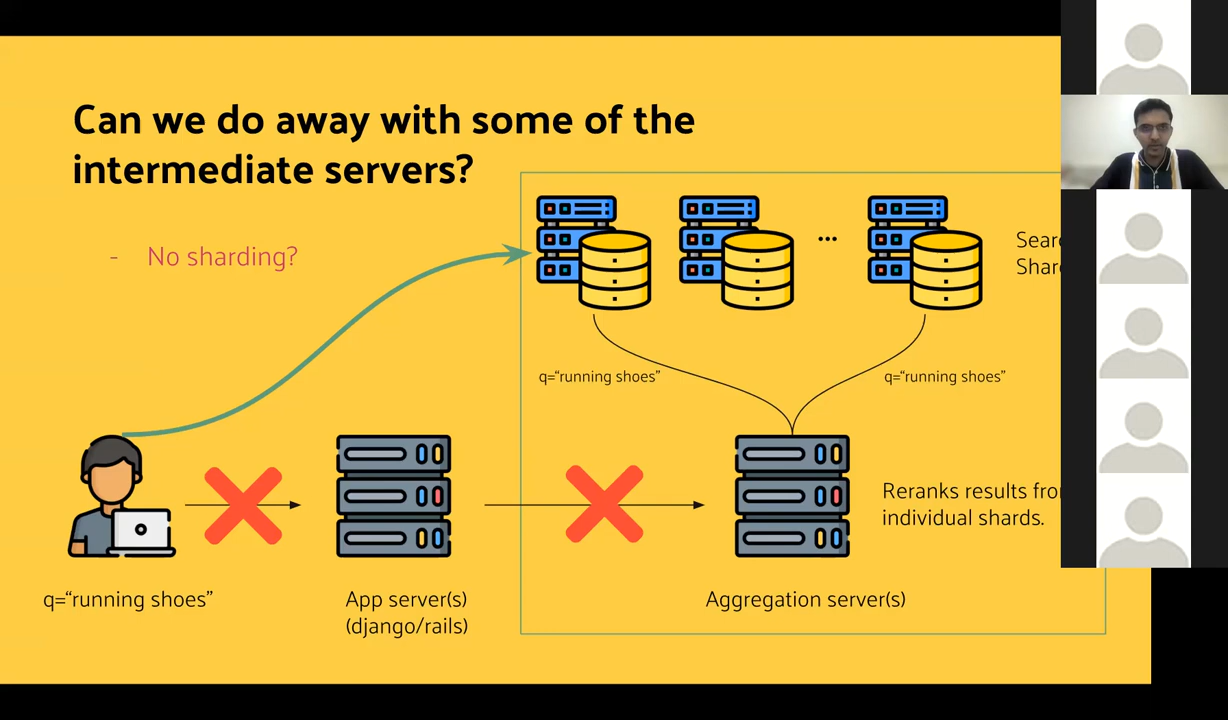 Can we do away with some of the
intermediate servers?
- No sharding?
...
q="running shoes"
q="running shoes"
Reranks results
individual shards.
q="running shoes"
App server(s)
(django/rails)
Aggregation server(s)